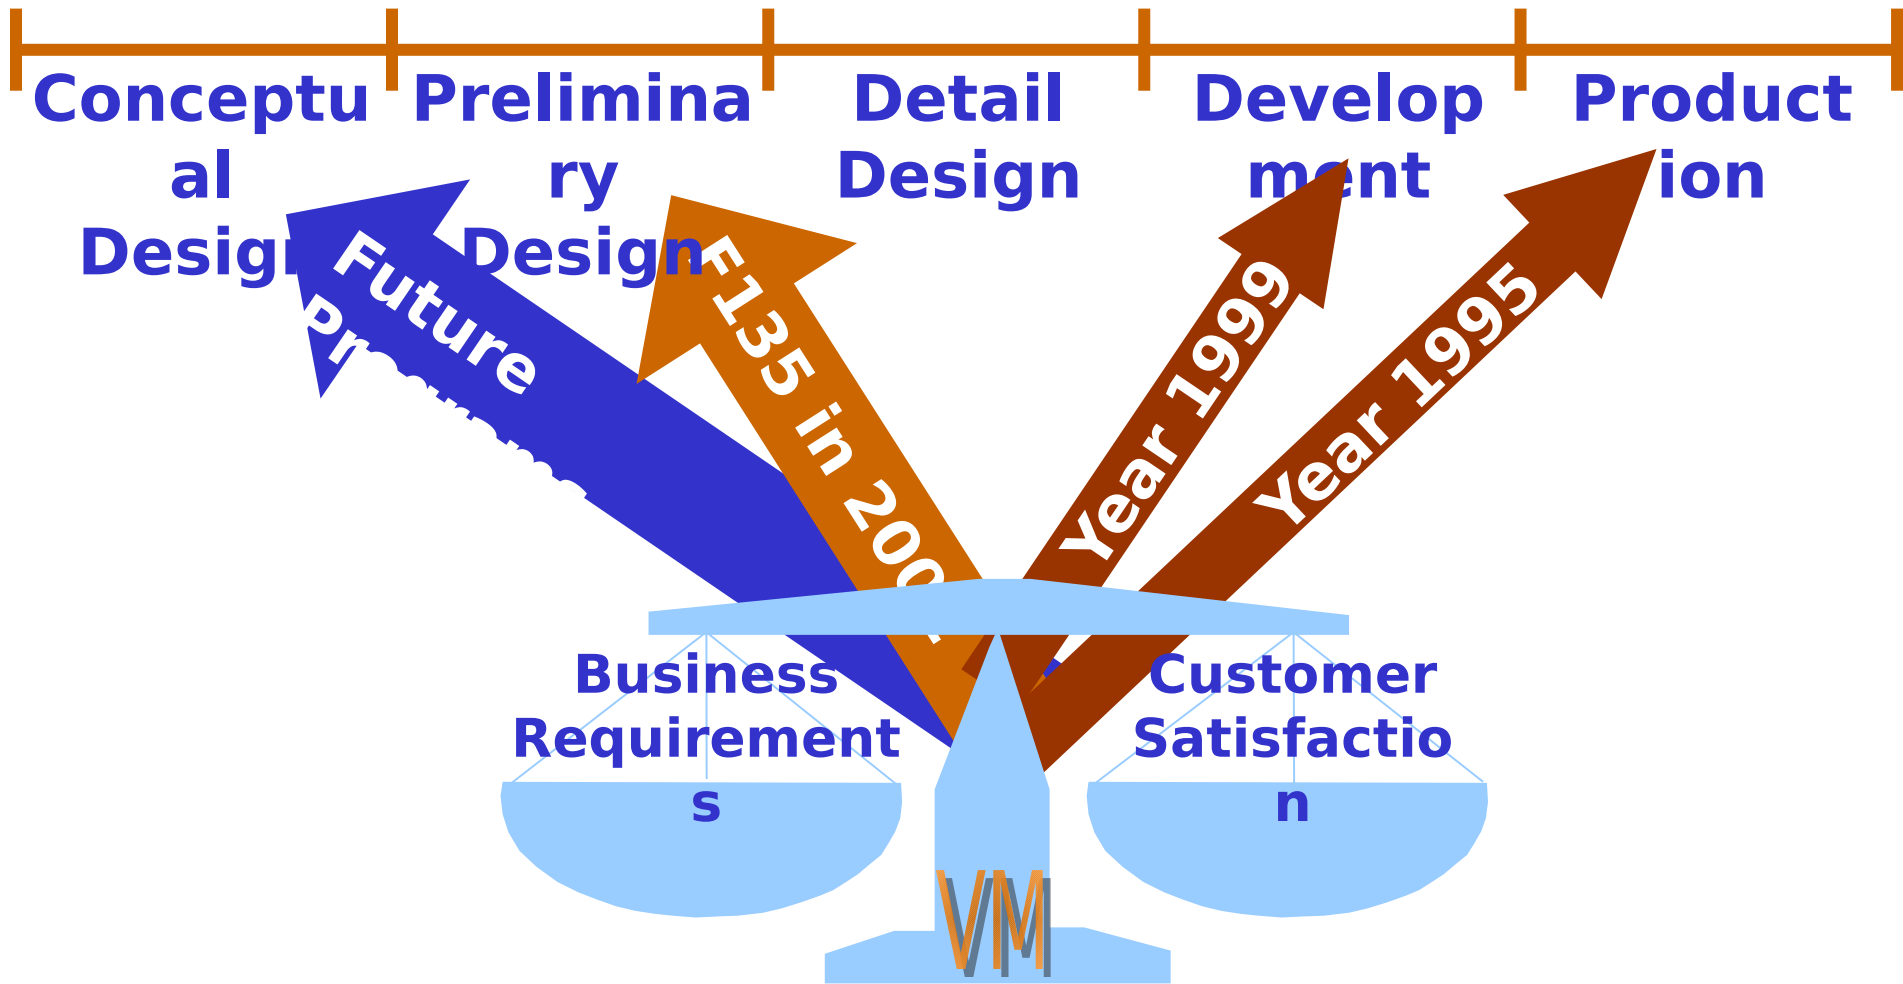 Conceptu
al
Design
Prelimina
ry
Design
Detail
Design
Develop
ment
Product
ion
Future
F135 in
Year 1999
Year 1995
Business
Requirement
s
Customer
Satisfactio
n
VM